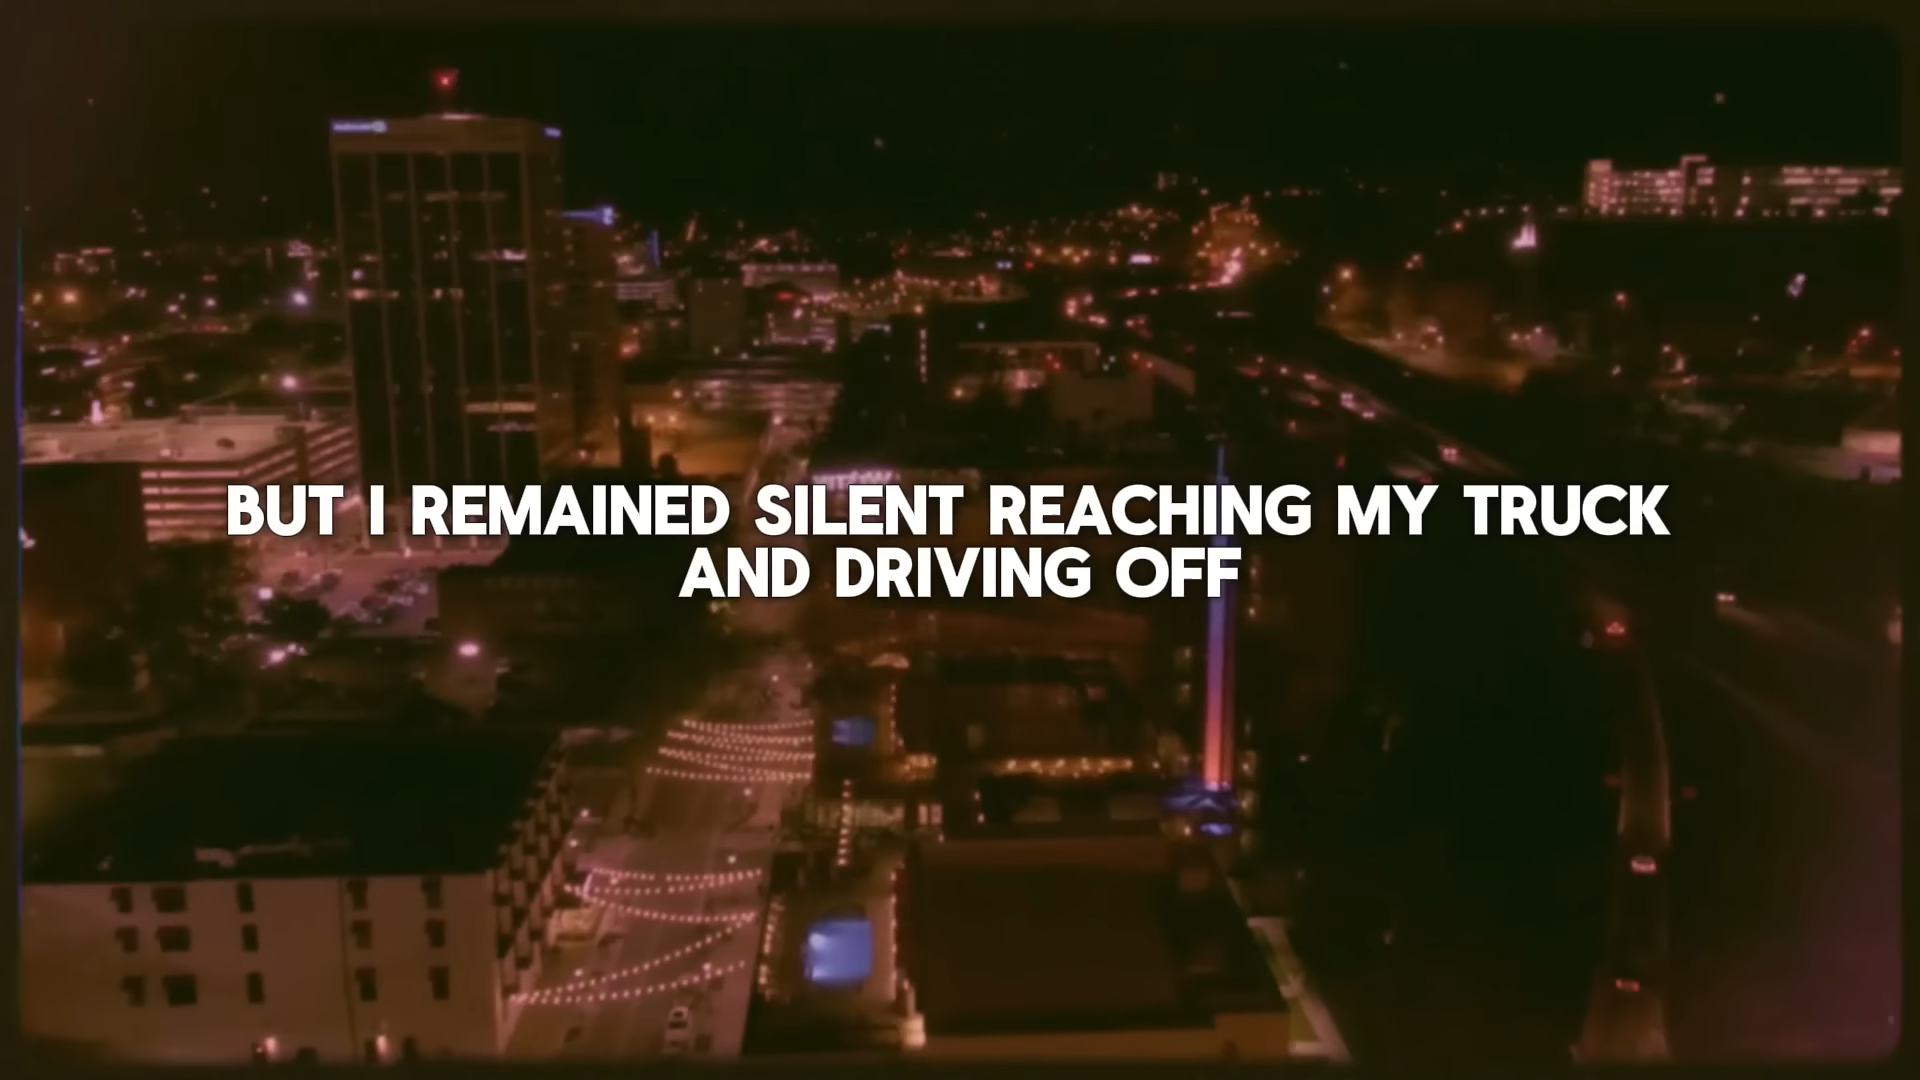 BUT I REMAINED SILENT REACHING MY TRUCK
AND DRIVING OFF